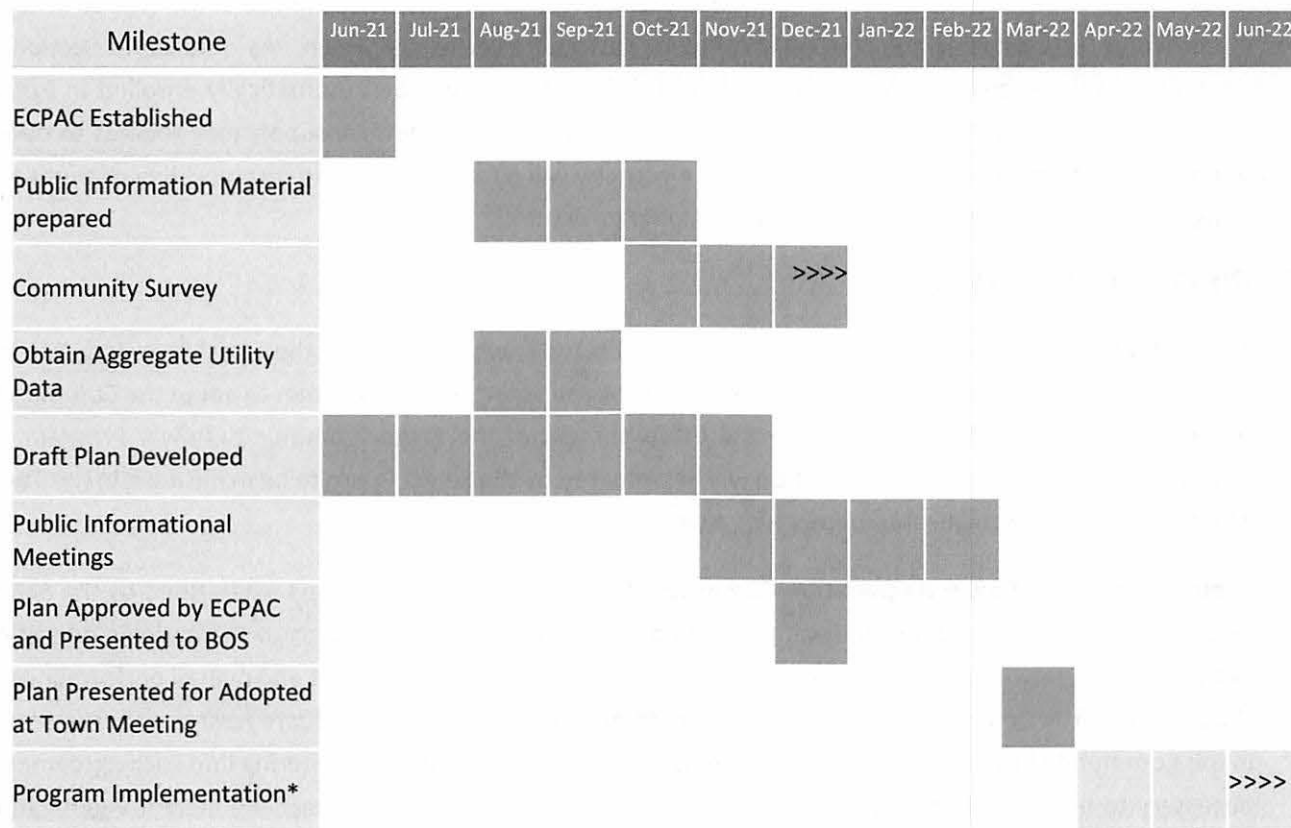 Milestone Jun-21 Jul-21 Aug-21 Sep-21 Oct-21 Nov-21 Dec-21 Jan-22 Feb-22 Mar-22 Apr-22 May-22 Jun-22
ECPAC Established
Public Information Material
prepared
Community Survey >>>>
Obtain Aggregate Utility
Data
Draft Plan Developed
Public Informational
Meetings
Plan Approved by ECPAC
and Presented to BOS
Plan Presented for Adopted
at Town Meeting
Program Implementation* >>>>